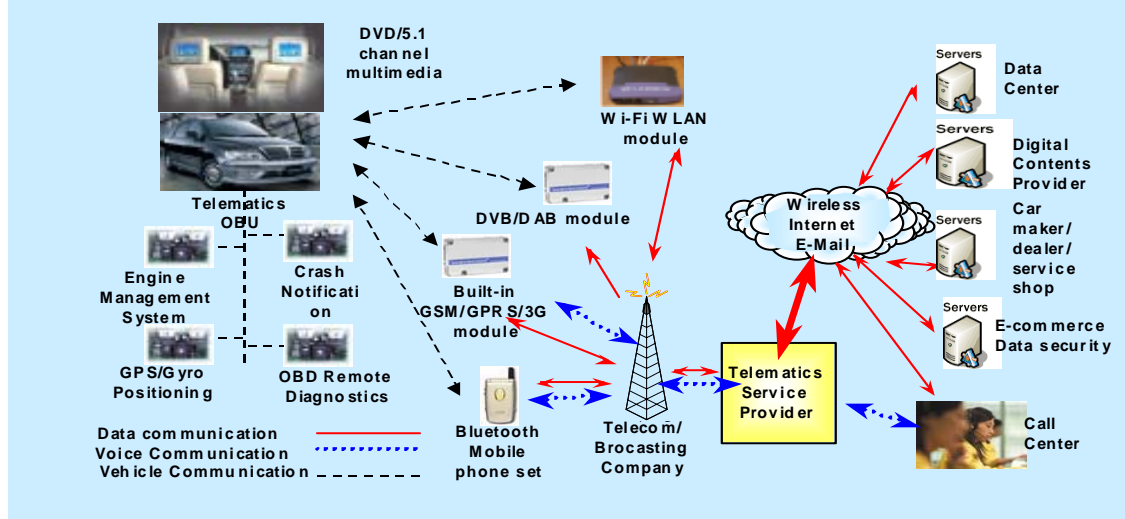 DVD/5.1
channel
multimedia
Servers
Data
Center
Wi-Fi WLAN
module
Servers
Digital
Contents
Provider
Telematics
OBU
DVB/DAB module
Wireless
Internet
E-Mail
Servers
Car
maker/
dealer/
service
shop
Engine
Management
System
Crash
Notificati
on
Built-in
GSM/GPRS/3G
module
Servers
E-commerce
Data security
GPS/Gyro
Positioning
OBD Remote
Diagnostics
Telematics
Service
Provider
Bluetooth
Mobile
phone set
Telecom/
Brocasting
Company
Call
Center
Data communication
Voice Communication
Vehicle Communication